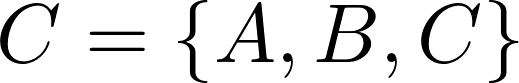 C = {A, B, C}